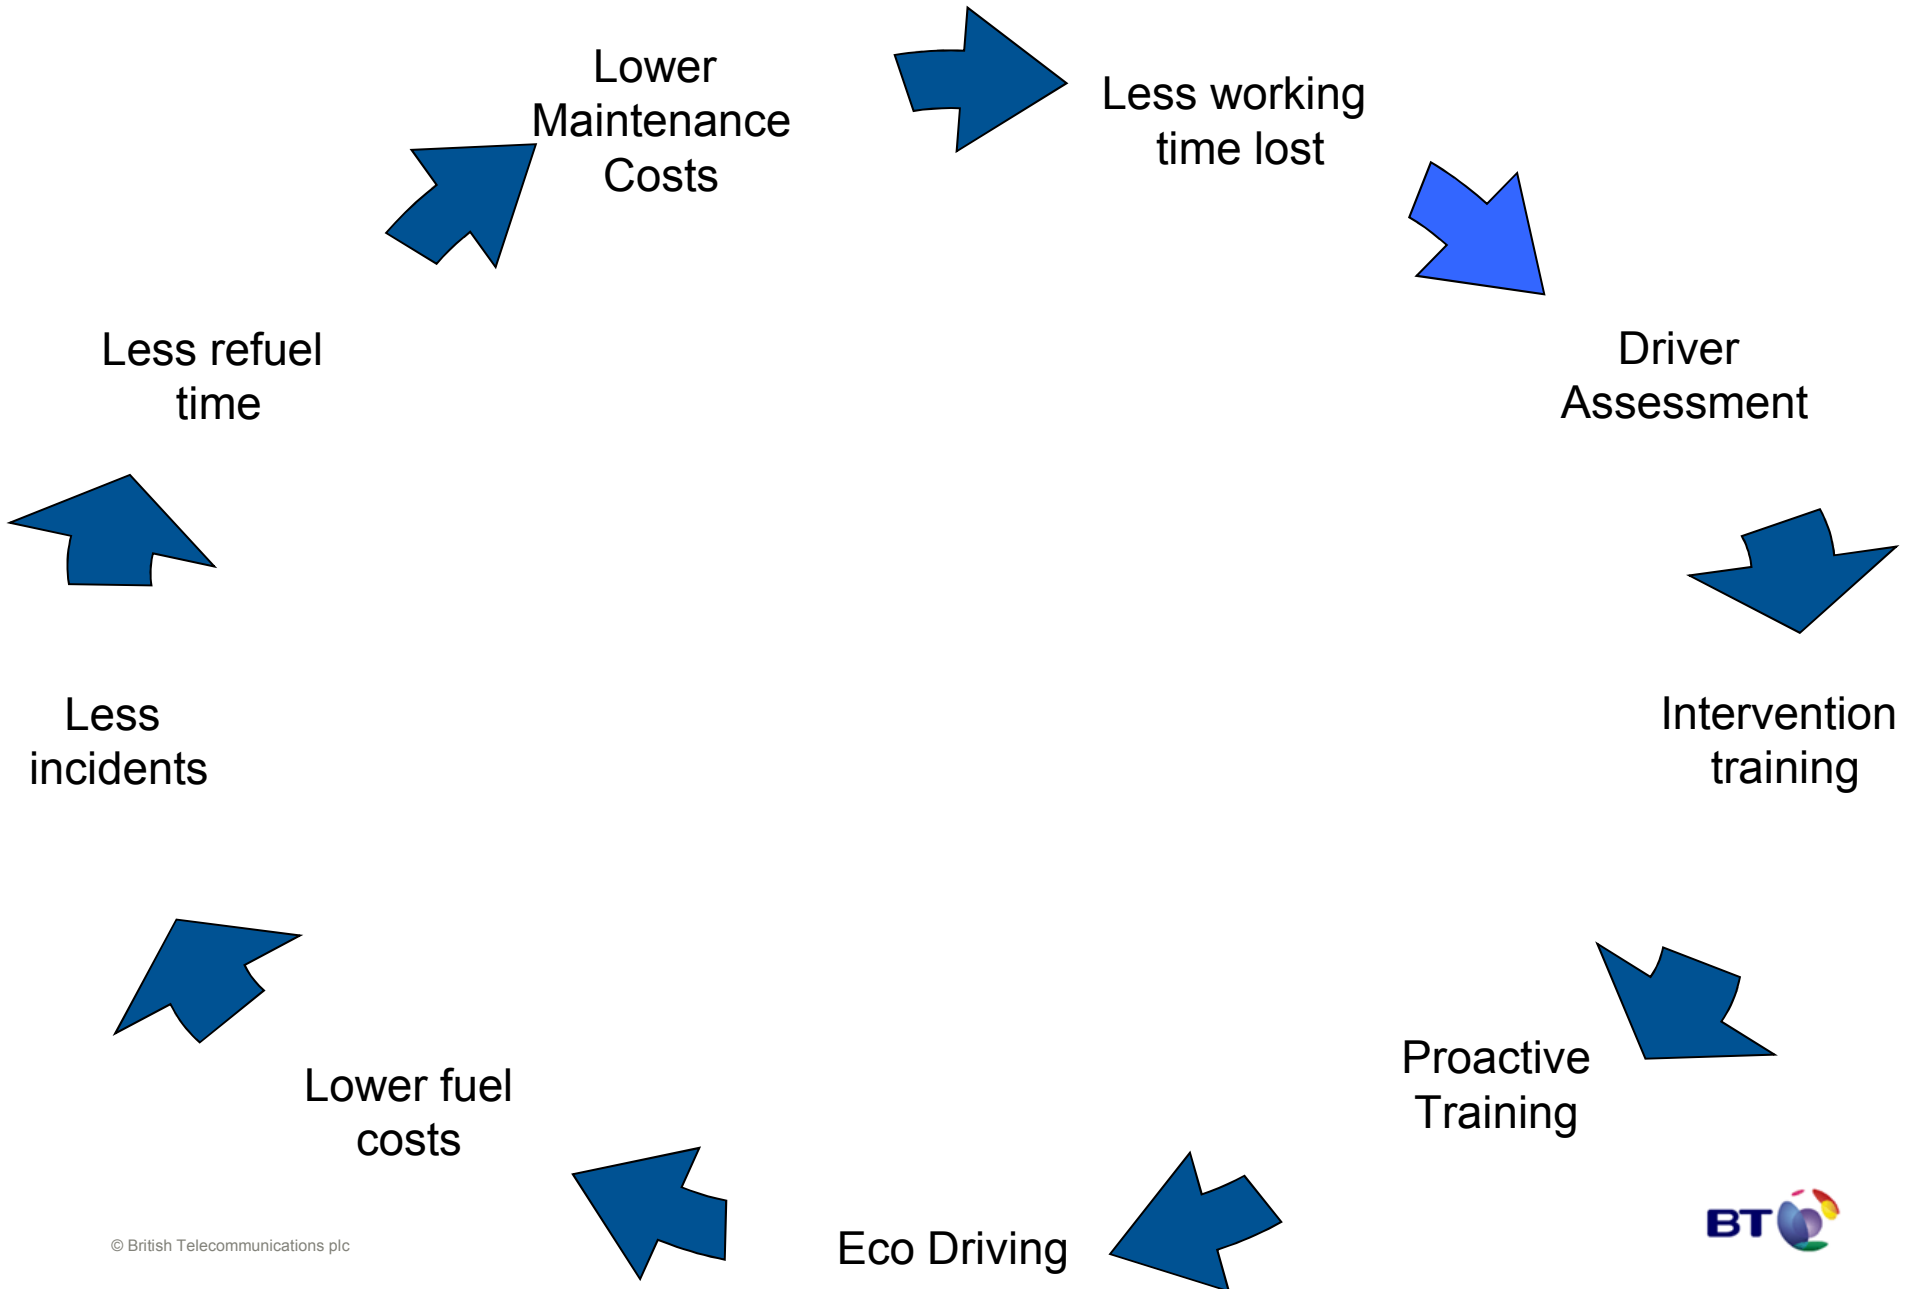 Lower
Maintenance
Costs
Less working
time lost
Driver
Assessment
Intervention
training
Proactive
Training
Eco Driving
Lower fuel
costs
Less
incidents
Less refuel
time
© British Telecommunications plc
BT